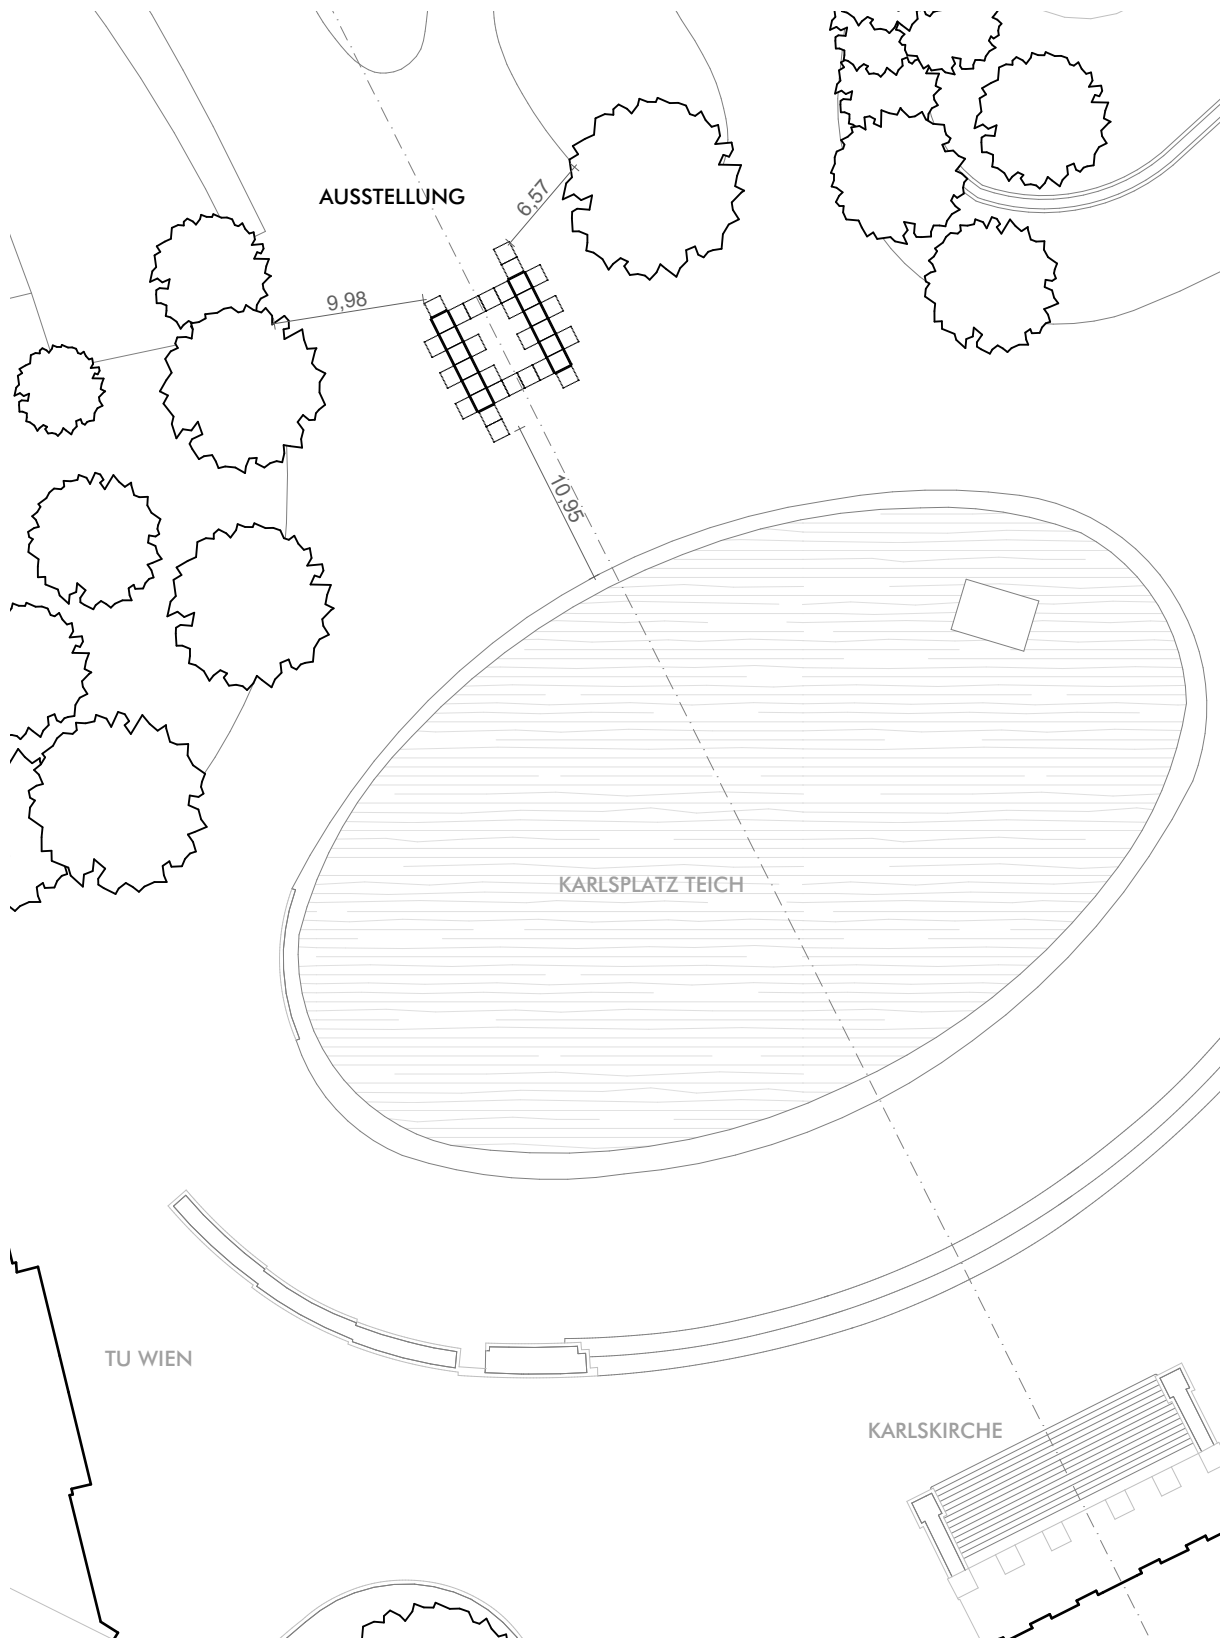 AUSSTELLUNG
6,57
9,98
10,95
KARLSPLATZ TEICH
TU WIEN
KARLSKIRCHE